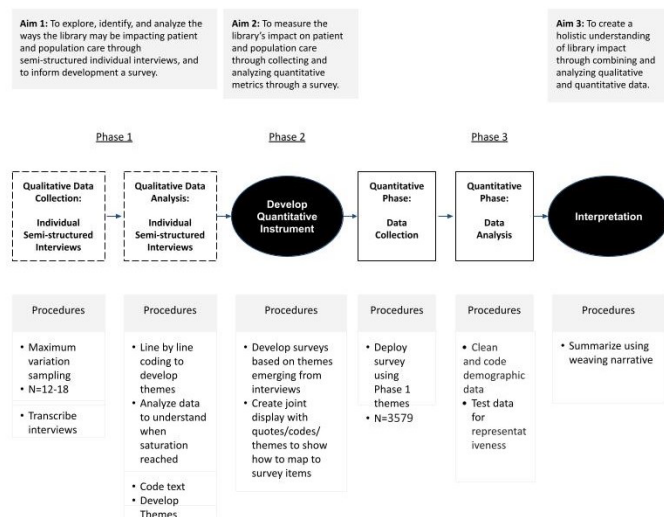 Aim 1: To explore, identify, and analyze the
ways the library may be impacting patient
and population care through
semi-structured individual interviews, and
to inform development a survey.
Aim 2: To measure the
library's impact on patient
and population care
through collecting and
analyzing quantitative
metrics through a survey.
Aim 3: To create a
holistic understanding
of library impact
through combining and
analyzing qualitative
and quantitative data.
Phase 1
Phase 2
Phase 3
Qualitative Data
Collection:
Individual
Semi-structured
Interviews
Qualitative Data
Analysis:
Individual
Semi-structured
Interviews
Develop
Quantitative
Instrument
Quantitative
Phase:
Data
Collection
Quantitative
Phase:
Data
Analysis
Interpretation
Procedures
• Maximum
variation
sampling
• N=12-18
• Transcribe
interviews
Procedures
• Line by line
coding to
develop
themes
• Analyze data
to understand
when
saturation
reached
• Code text
• Develop
Themes
Procedures
• Develop surveys
based on themes
emerging from
interviews
• Create joint
display with
quotes/codes/
themes to show
how to map to
survey items
Procedures
• Deploy
survey
using
Phase 1
themes
• N=3579
Procedures
• Clean
and code
demographic
data
• Test data
for
representat
iveness
Procedures
• Summarize using
weaving narrative